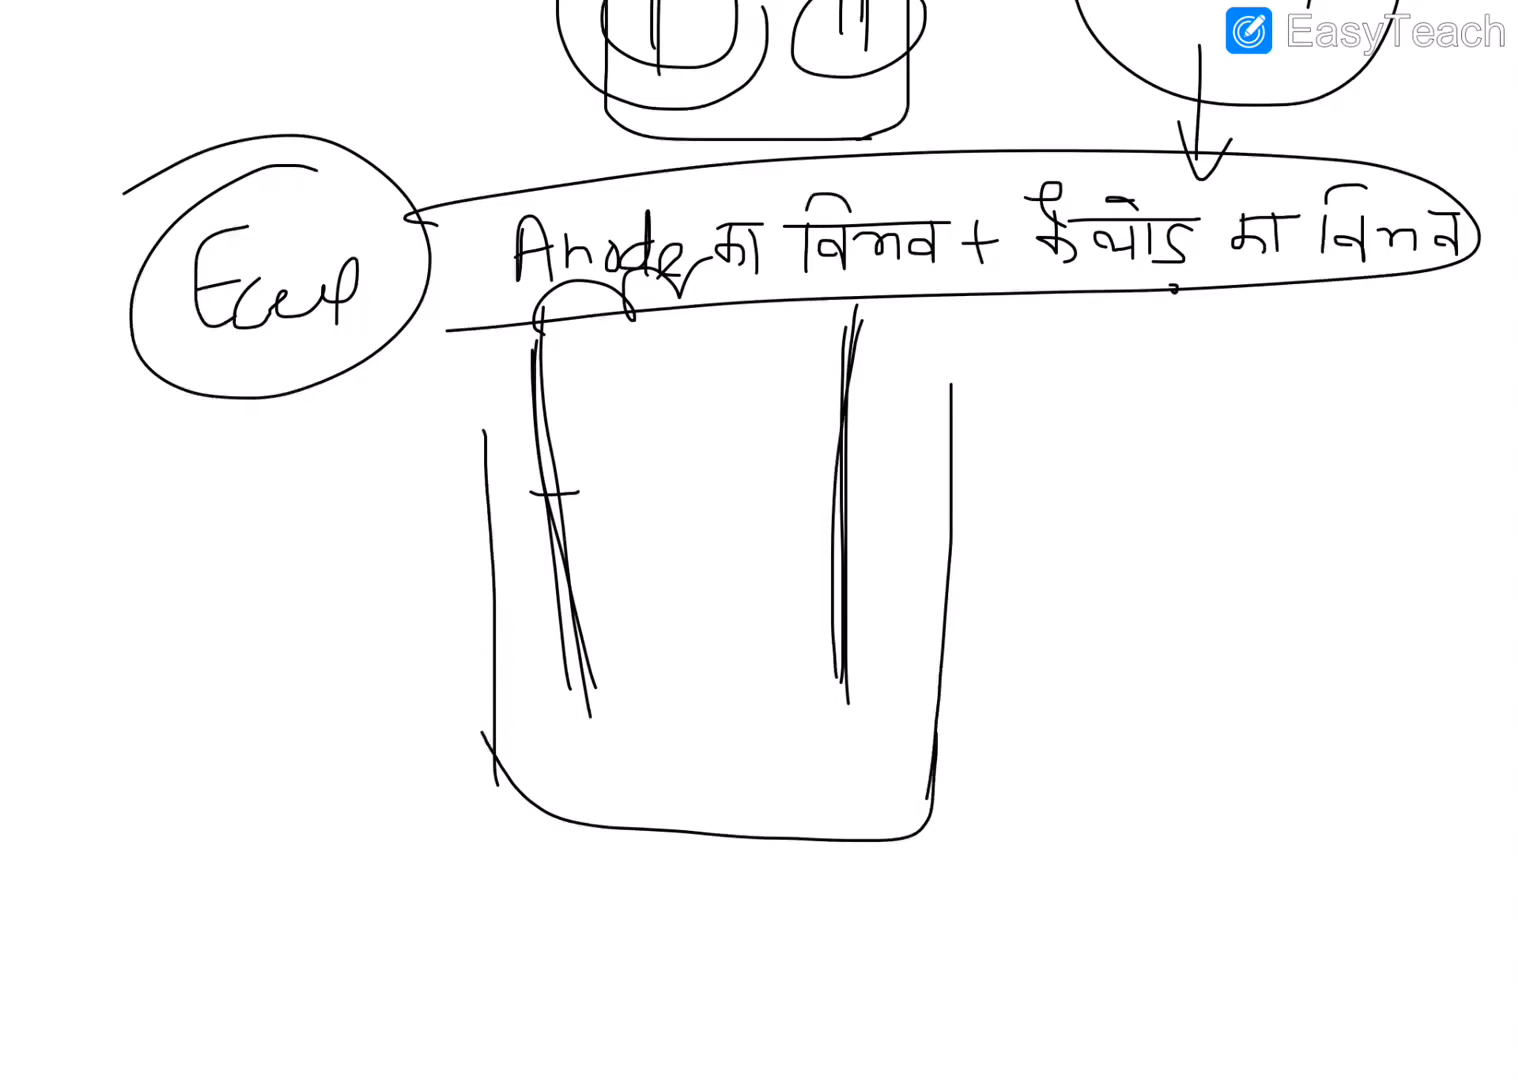 EasyTeach
Ecell Anode का विभव + कैथोड का विभव